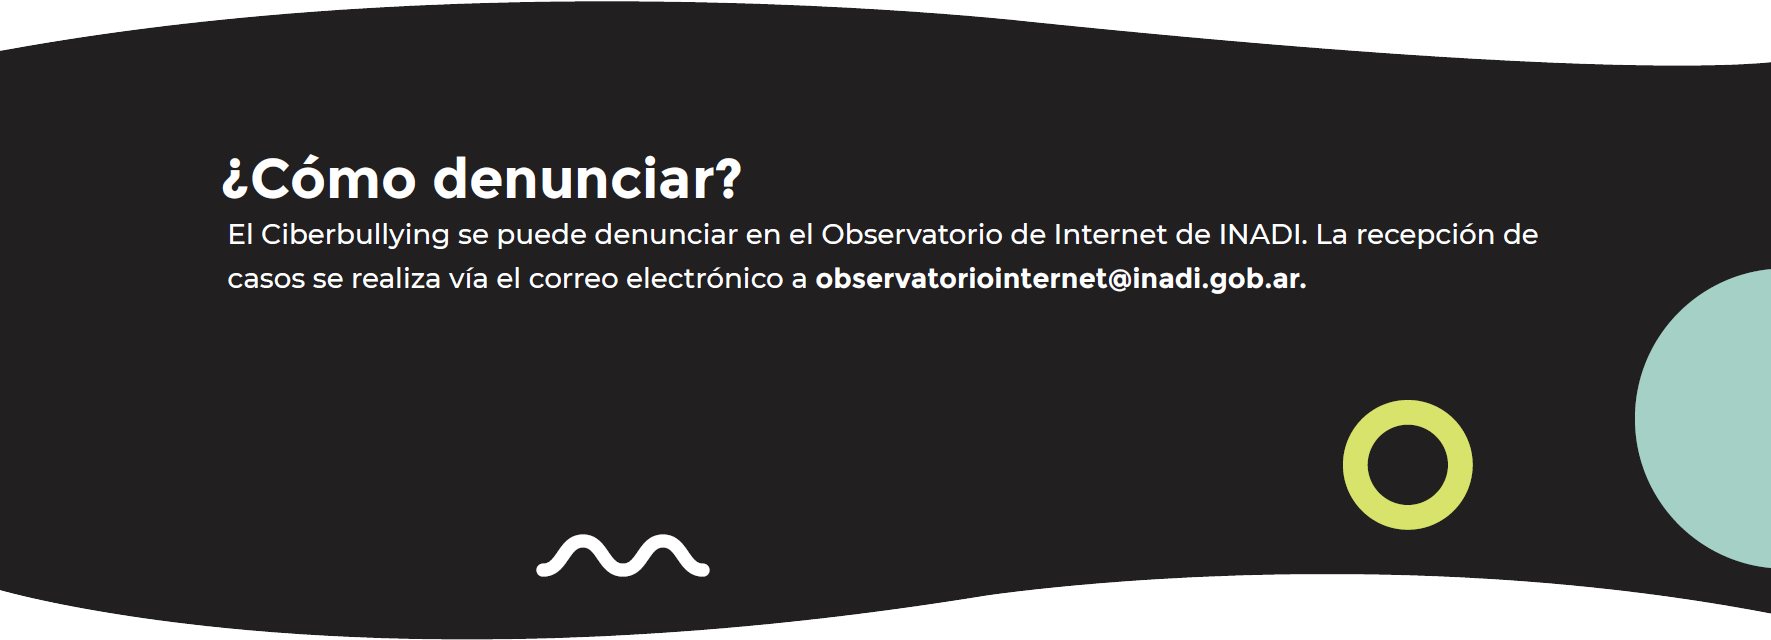 ¿Cómo denunciar?
El Ciberbullying se puede denunciar en el Observatorio de Internet de INADI. La recepción de
casos se realiza vía el correo electrónico a observatoriointernet@inadi.gob.ar.